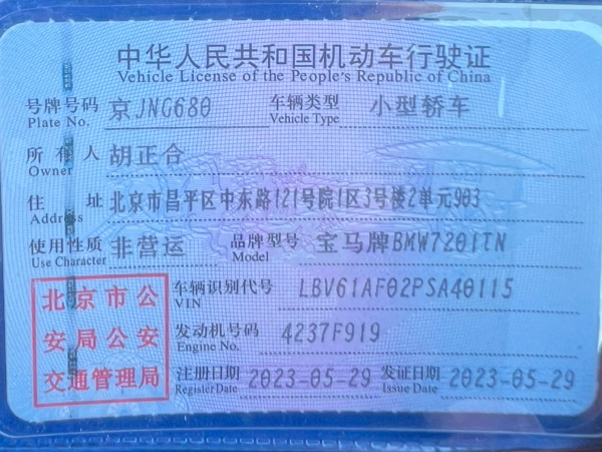 中华人民共和国机动车行驶证
Vehicle License of the People's Republic of China
号牌号码 京JNG680 车辆类型 小型轿车
Plate No. Vehicle Type
所有人 胡正合
Owner
住址 北京市昌平区中东路121号院1区3号楼2单元903
Address
使用性质 非营运 品牌型号 宝马牌BMW7201TN
Use Character Model
北京市公安局公安交通管理局
车辆识别代号 LBV61AF02PSA40115
VIN
发动机号码 4237F919
Engine No.
注册日期 2023-05-29 发证日期 2023-05-29
Register Date Issue Date